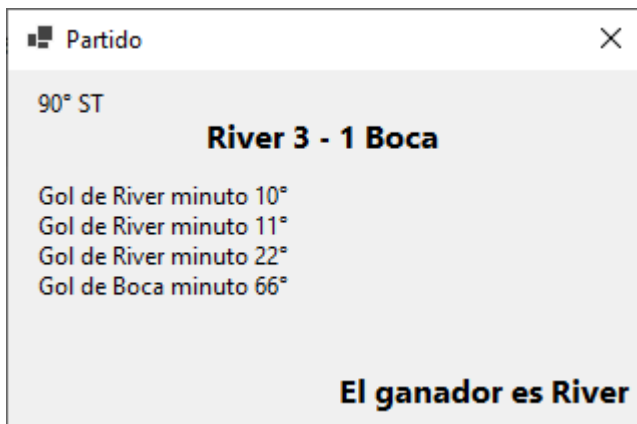 Partido
90° ST
River 3 - 1 Boca
Gol de River minuto 10°
Gol de River minuto 11°
Gol de River minuto 22°
Gol de Boca minuto 66°
El ganador es River